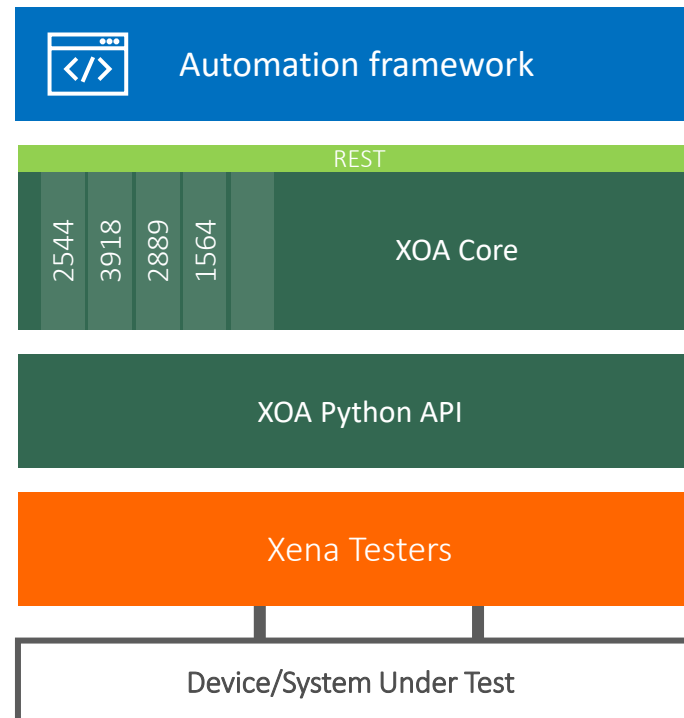 </> Automation framework
REST
2544
3918
2889
1564
XOA Core
XOA Python API
Xena Testers
Device/System Under Test